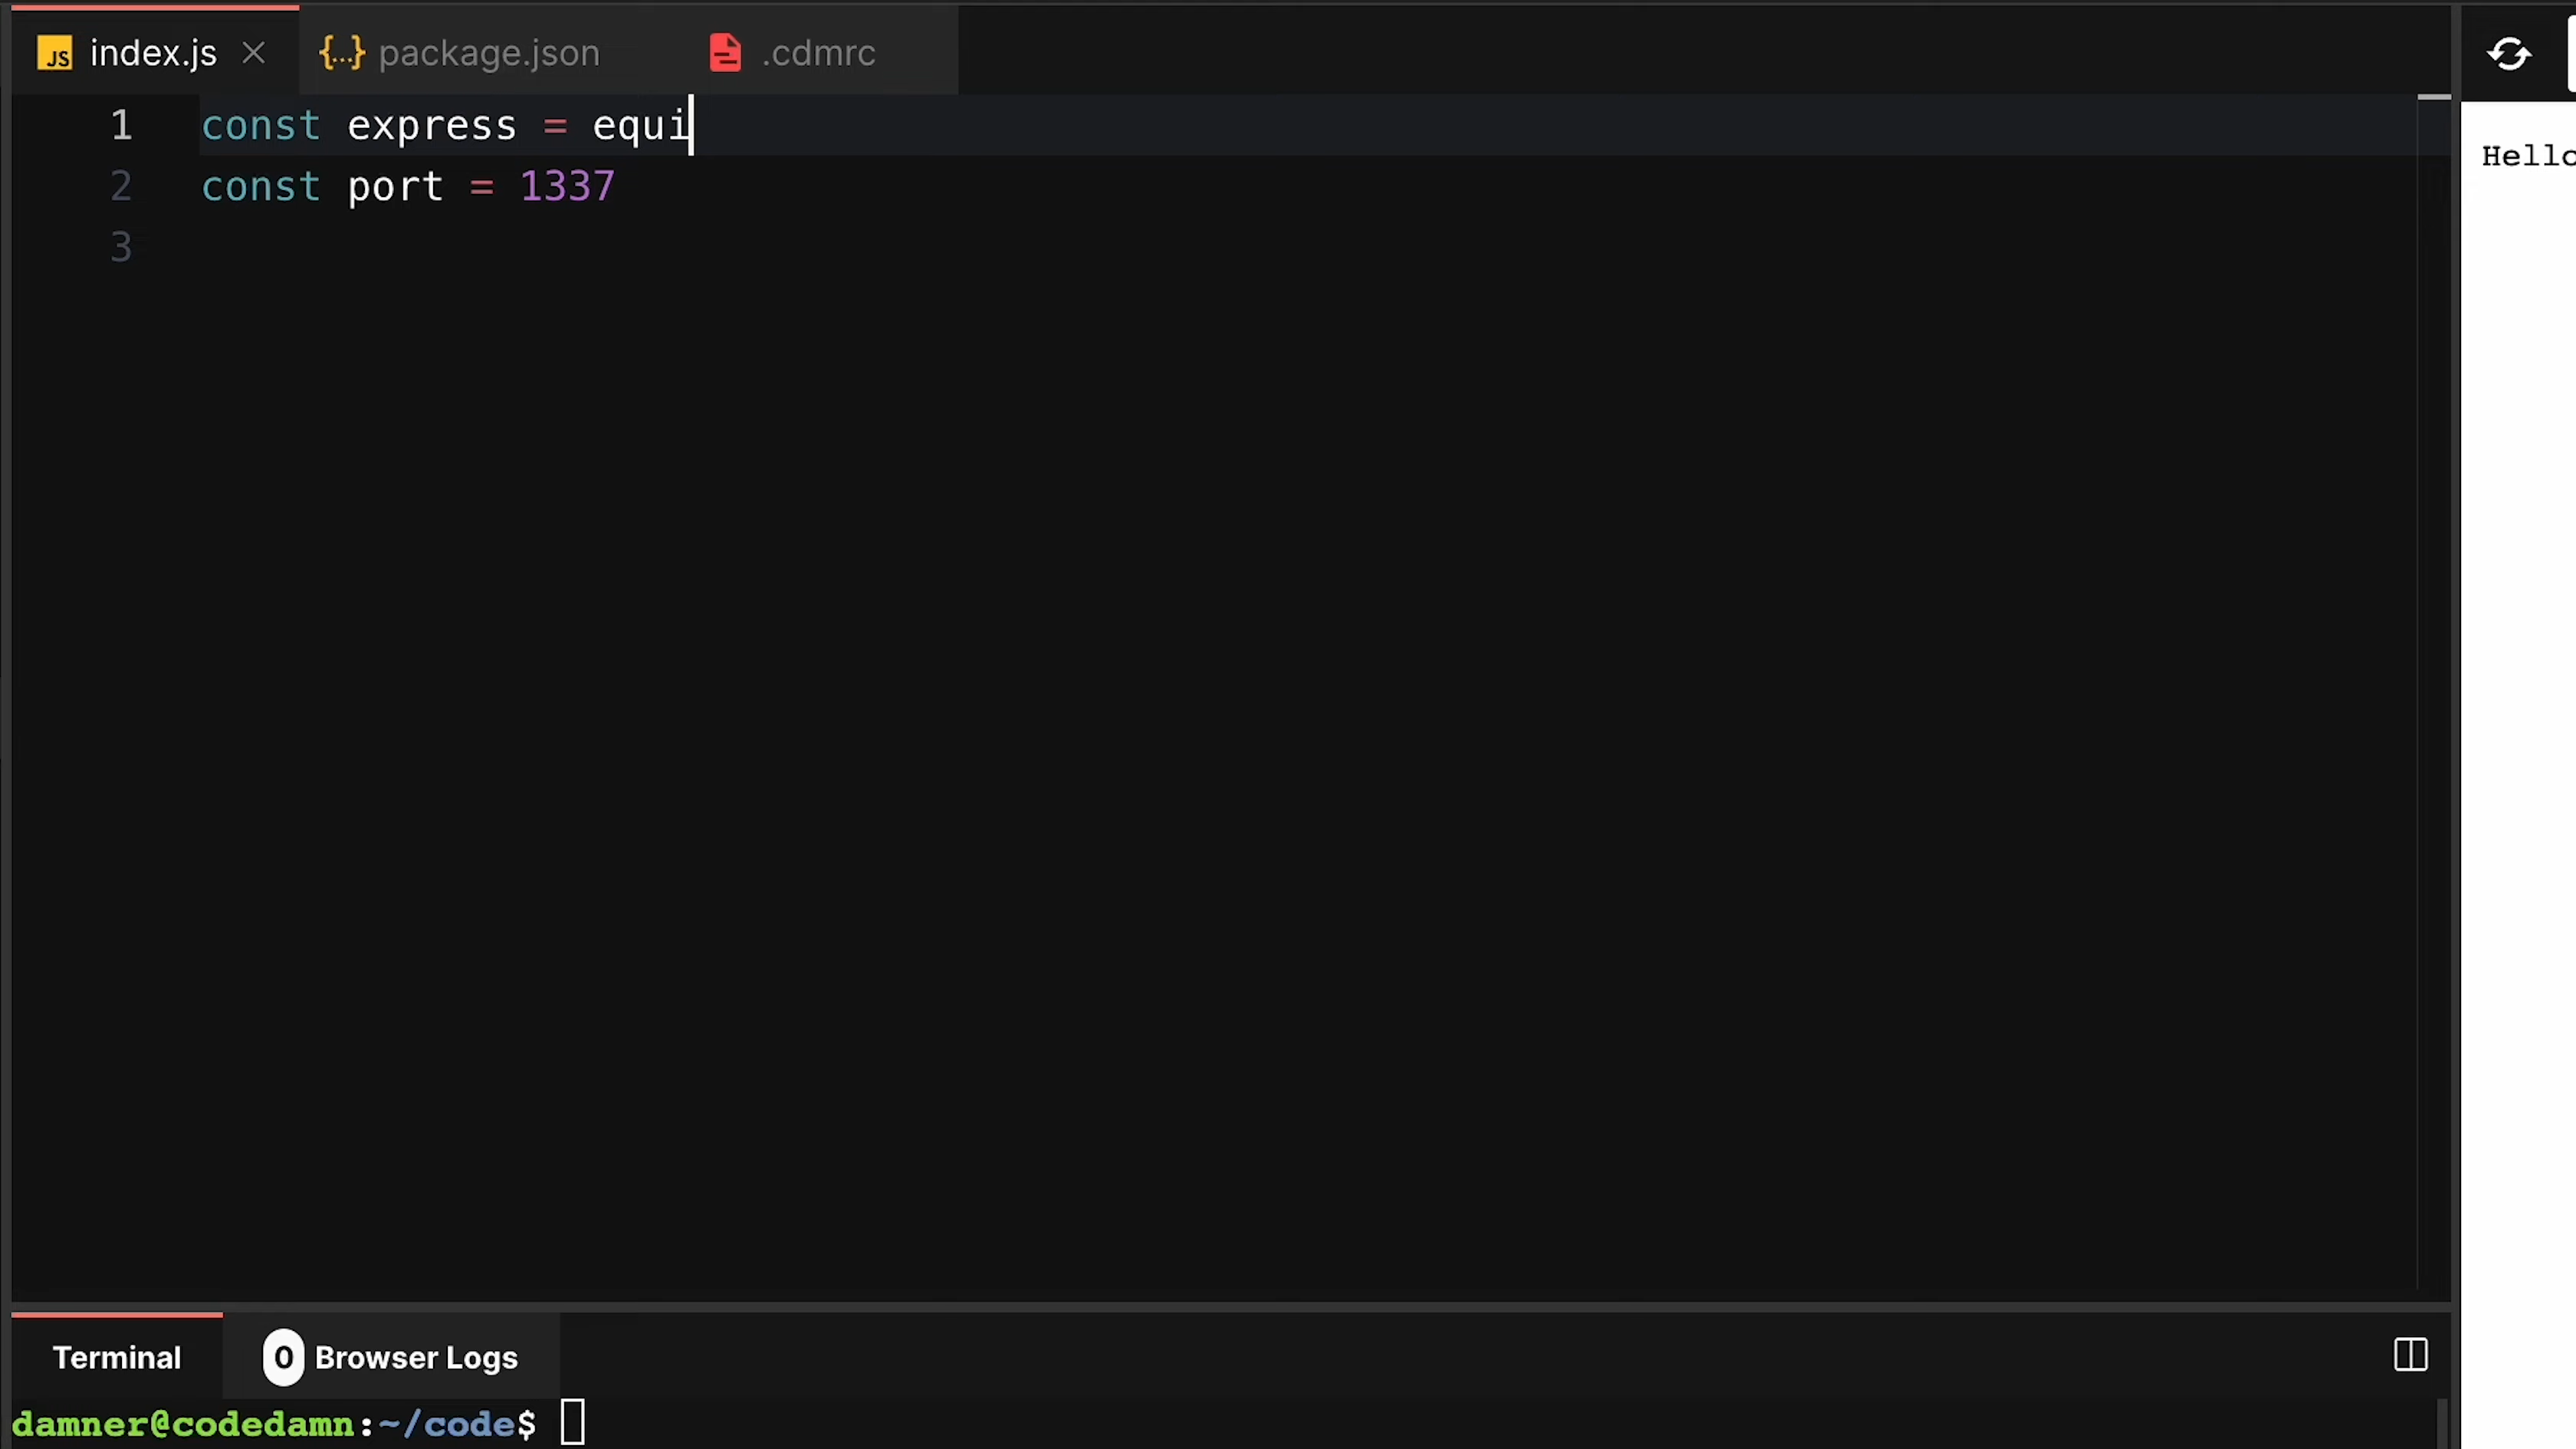 JS index.js {...} package.json .cdmrc
1 const express = equi
2 const port = 1337
3
Hello
Terminal 0 Browser Logs
damner@codedamn:~/code$